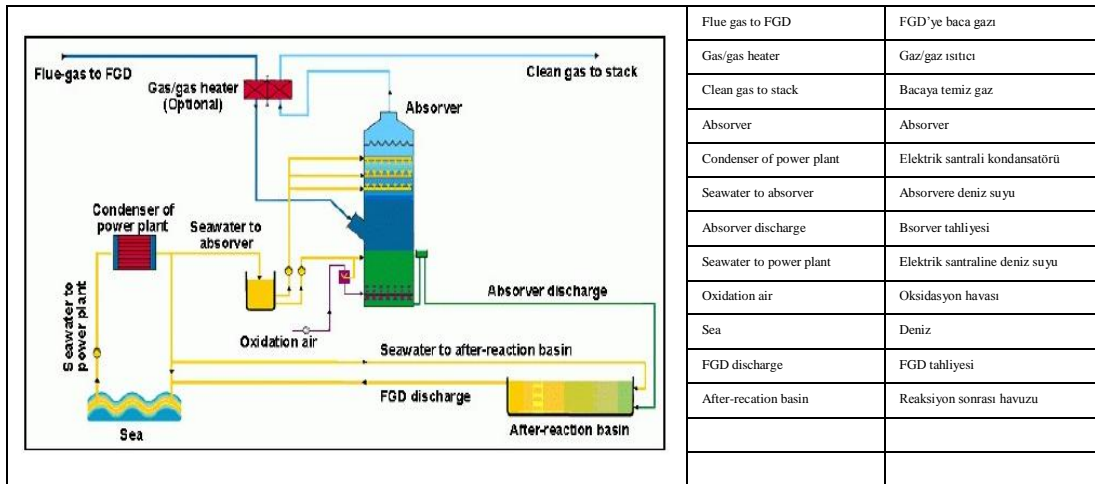 Flue-gas to FGD
Clean gas to stack
Gas/gas heater
(Optional)
Absorver
Condenser of
power plant
Seawater to
absorver
Seawater to
power plant
Absorver discharge
Oxidation air
Seawater to after-reaction basin
FGD discharge
After-reaction basin
Sea
Flue gas to FGD FGD'ye baca gazı
Gas/gas heater Gaz/gaz ısıtıcı
Clean gas to stack Bacaya temiz gaz
Absorver Absorver
Condenser of power plant Elektrik santrali kondansatörü
Seawater to absorver Absorvere deniz suyu
Absorver discharge Bsorver tahliyesi
Seawater to power plant Elektrik santraline deniz suyu
Oxidation air Oksidasyon havası
Sea Deniz
FGD discharge FGD tahliyesi
After-recation basin Reaksiyon sonrası havuzu